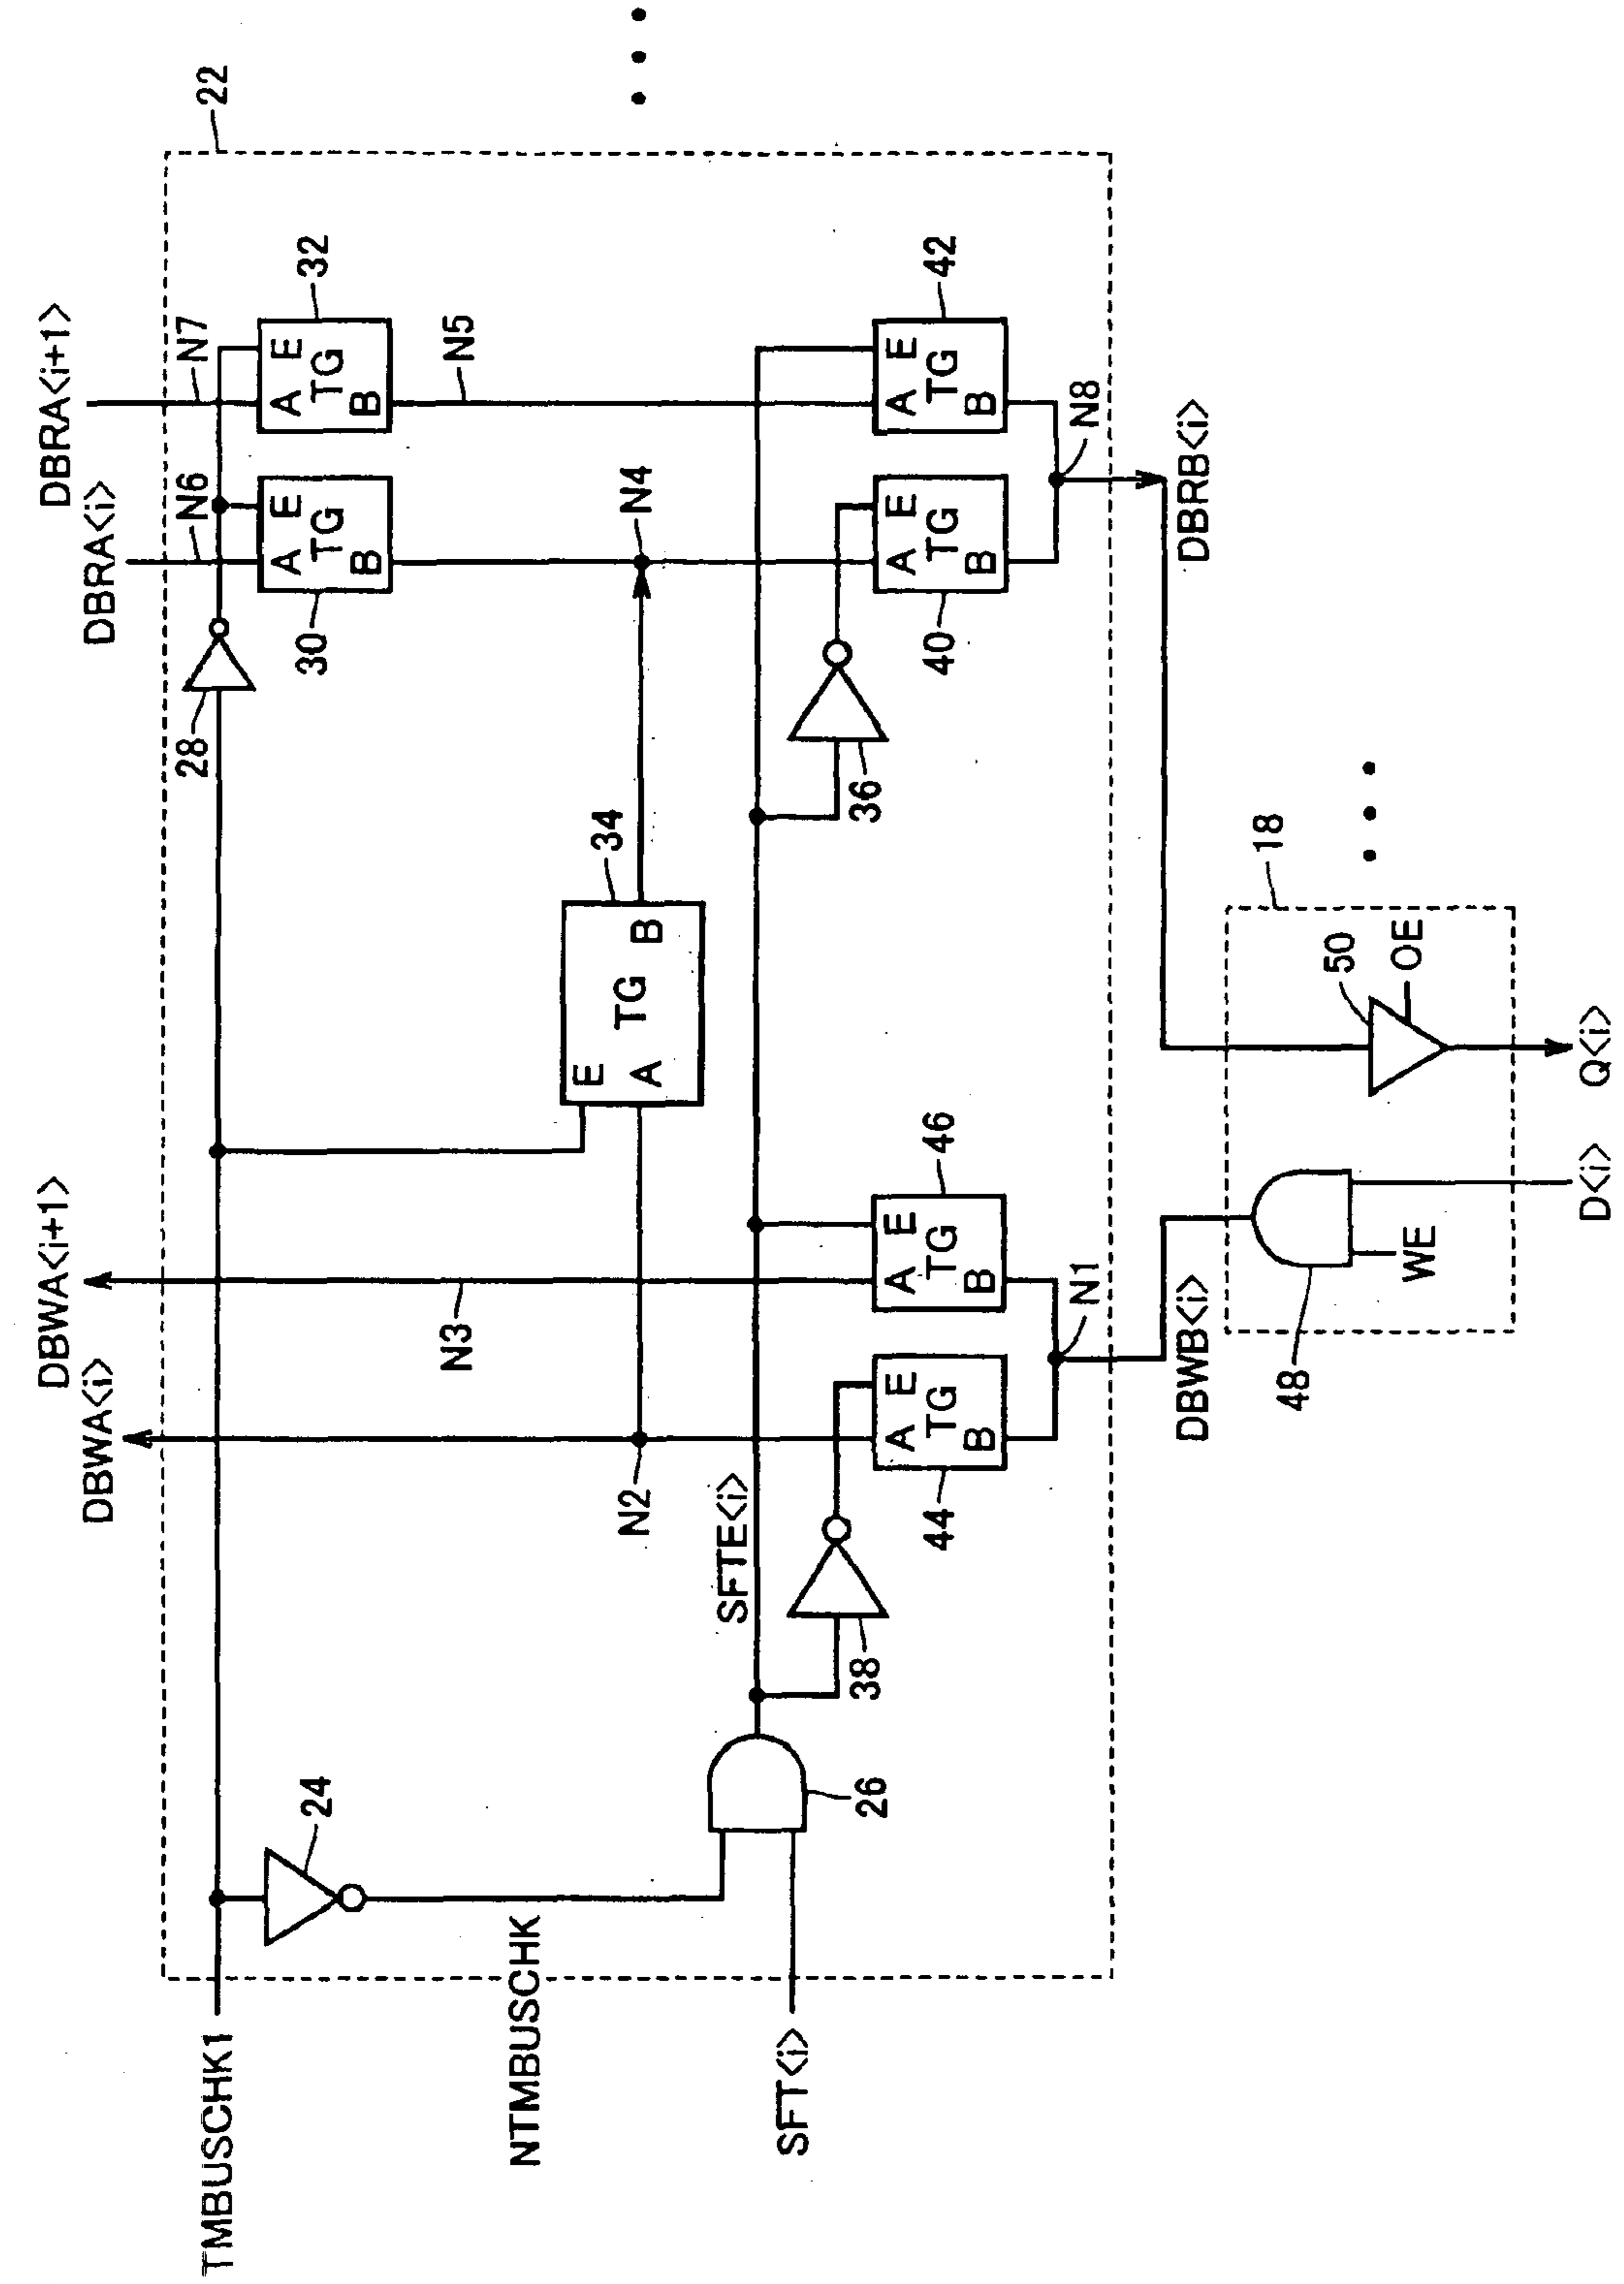 TMBUSCHK1
NTMBUSCHK
SFT<i>
24
26
38
SFTE<i>
DBWA<i>
DBWA<i+1>
N2
N3
44
A
E
TG
B
46
A
E
TG
B
N1
DBWB<i>
34
E
A
TG
B
28
36
DBRA<i>
DBRA<i+1>
N6
N7
30
A
E
TG
B
32
A
E
TG
B
N4
N5
40
A
E
TG
B
42
A
E
TG
B
N8
DBRB<i>
22
18
48
WE
50
OE
D<i>
Q<i>